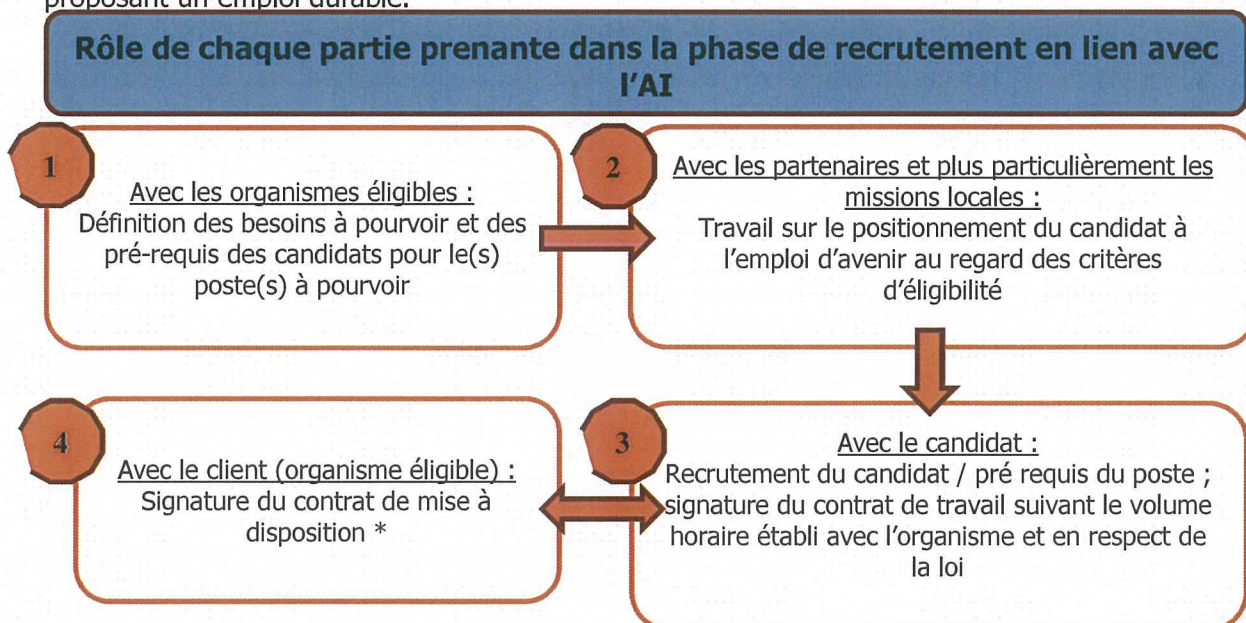 proposant un emploi durable.
Rôle de chaque partie prenante dans la phase de recrutement en lien avec
l'AI
1
Avec les organismes éligibles :
Définition des besoins à pourvoir et des
pré-requis des candidats pour le(s)
poste(s) à pourvoir
2
Avec les partenaires et plus particulièrement les
missions locales :
Travail sur le positionnement du candidat à
l'emploi d'avenir au regard des critères
d'éligibilité
3
Avec le candidat :
Recrutement du candidat / pré requis du poste ;
signature du contrat de travail suivant le volume
horaire établi avec l'organisme et en respect de
la loi
4
Avec le client (organisme éligible) :
Signature du contrat de mise à
disposition *